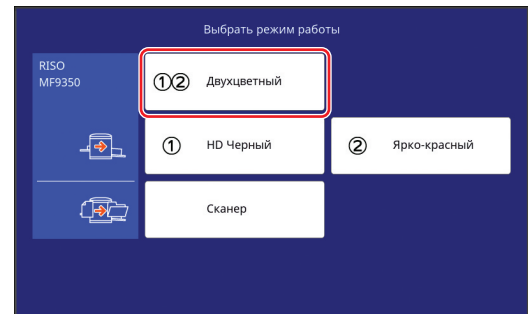 Выбрать режим работы
RISO
MF9350
①② Двухцветный
① HD Черный
② Ярко-красный
Сканер